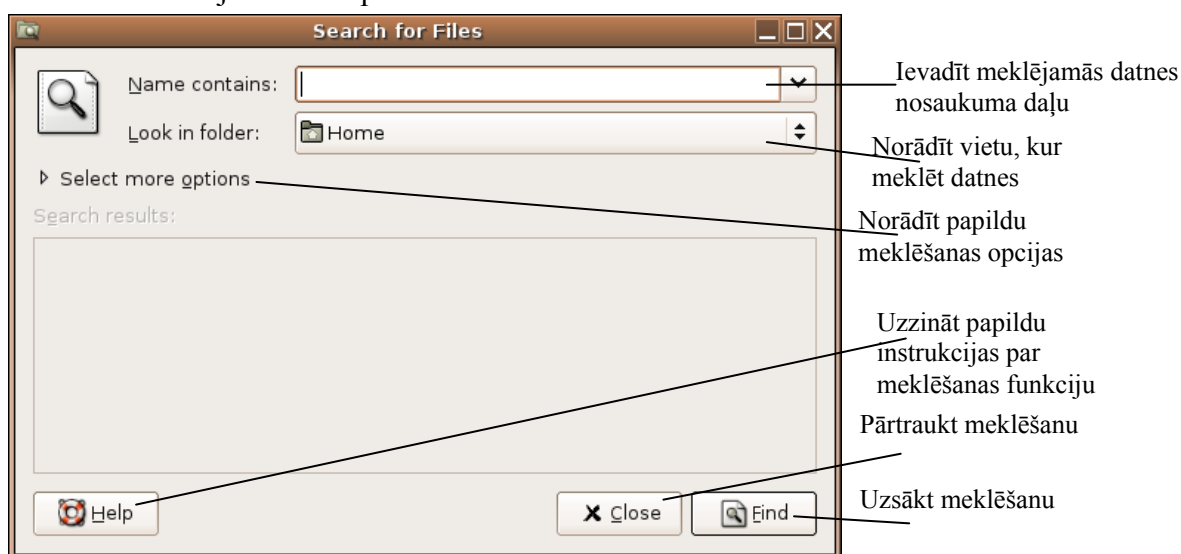 Search for Files
Name contains:
Look in folder:
Home
Select more options
Search results:
Help
Close
Find
Ievadīt meklējamās datnes
nosaukuma daļu
Norādīt vietu, kur
meklēt datnes
Norādīt papildu
meklēšanas opcijas
Uzzināt papildu
instrukcijas par
meklēšanas funkciju
Pārtraukt meklēšanu
Uzsākt meklēšanu